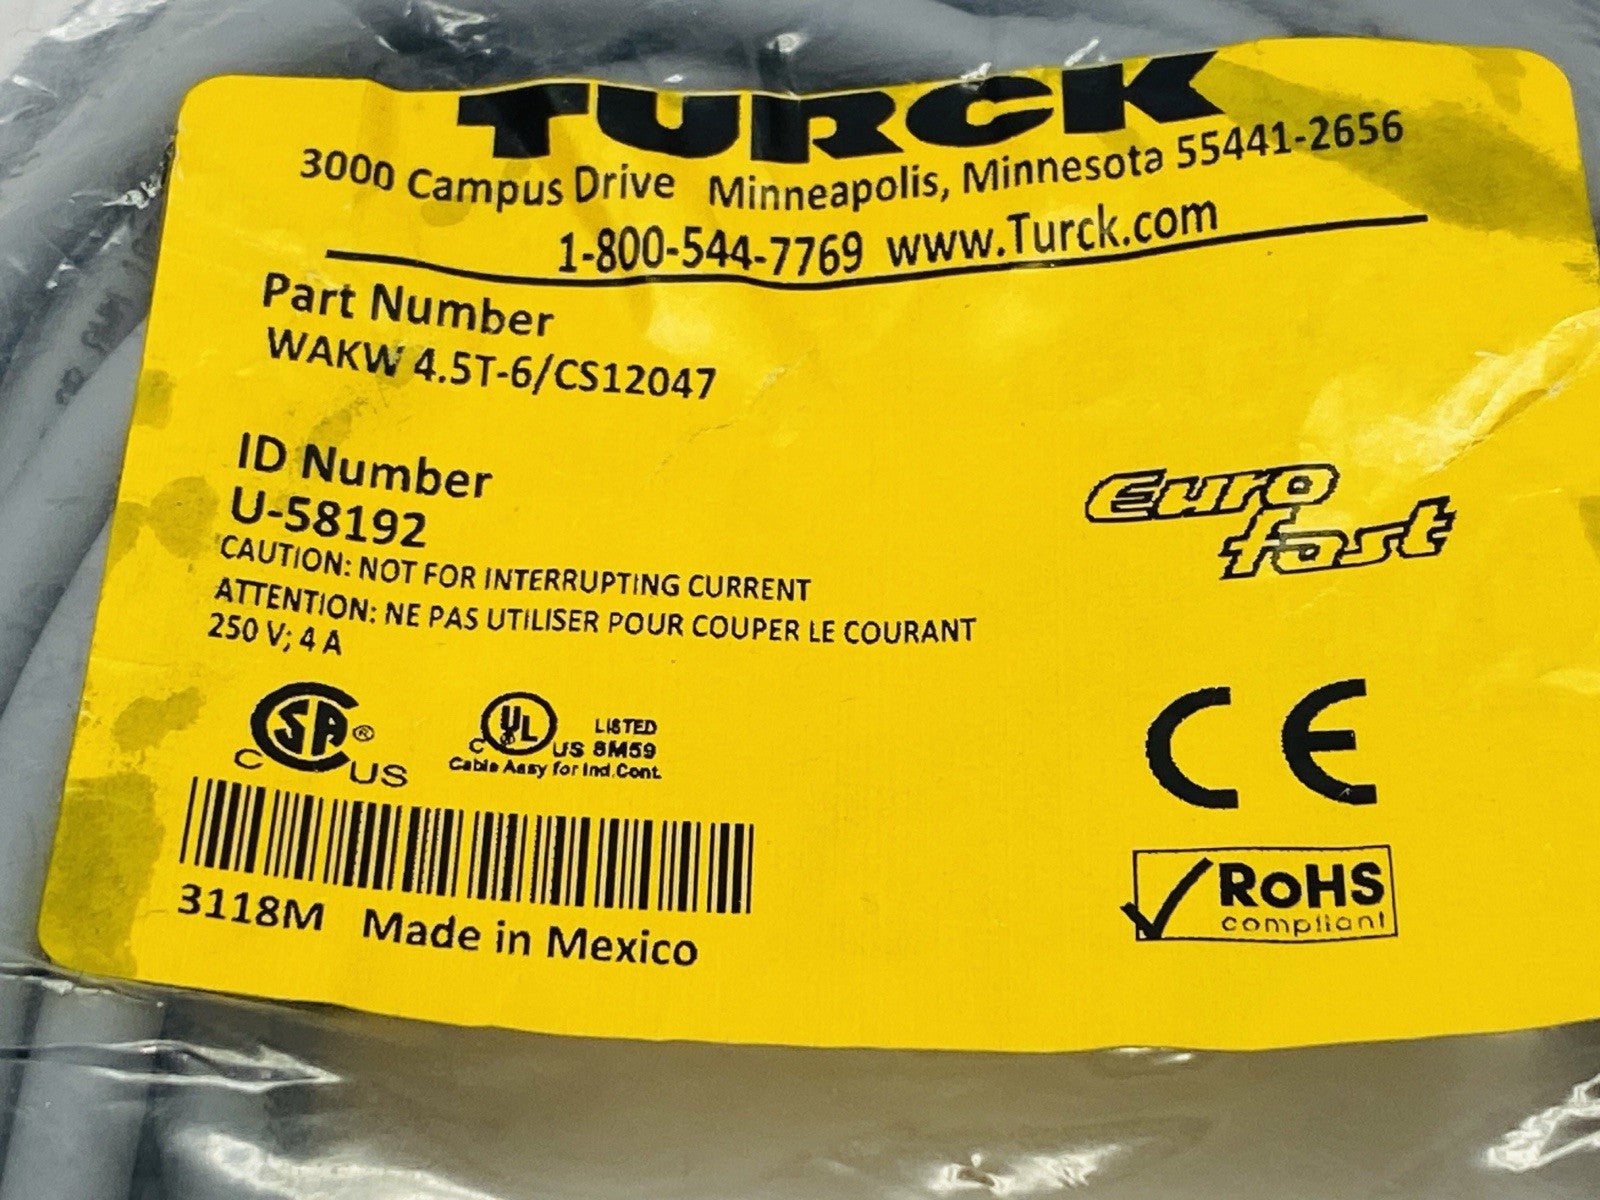 TURCK
3000 Campus Drive Minneapolis, Minnesota 55441-2656
1-800-544-7769 www.Turck.com
Part Number
WAKW 4.5T-6/CS12047
ID Number
U-58192
CAUTION: NOT FOR INTERRUPTING CURRENT
ATTENTION: NE PAS UTILISER POUR COUPER LE COURANT
250 V; 4 A
Euro
fast
CSA®
C US
C UL US LISTED
8M59
Cable Assy for Ind.Cont.
CE
RoHS
compliant
3118M Made in Mexico